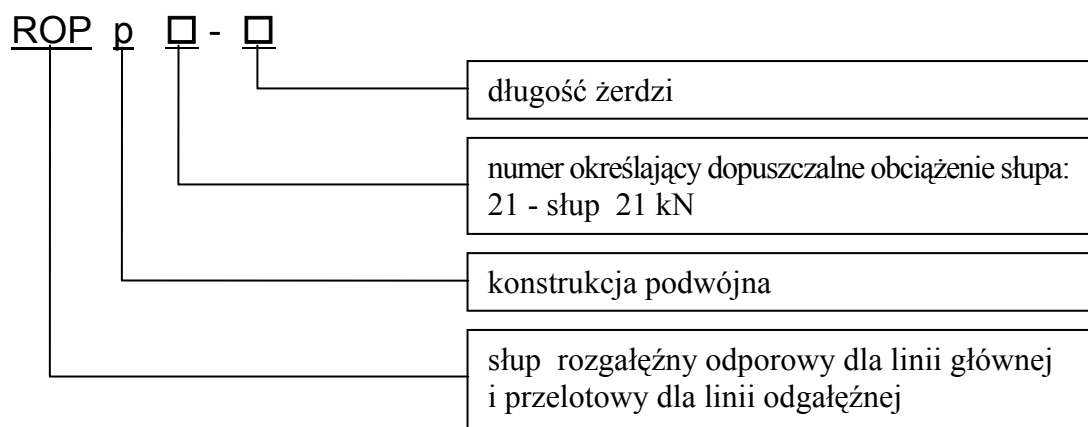 ROP p □ - □
długość żerdzi
numer określający dopuszczalne obciążenie słupa:
21 - słup 21 kN
konstrukcja podwójna
słup rozgałęźny odporowy dla linii głównej
i przelotowy dla linii odgałęźnej